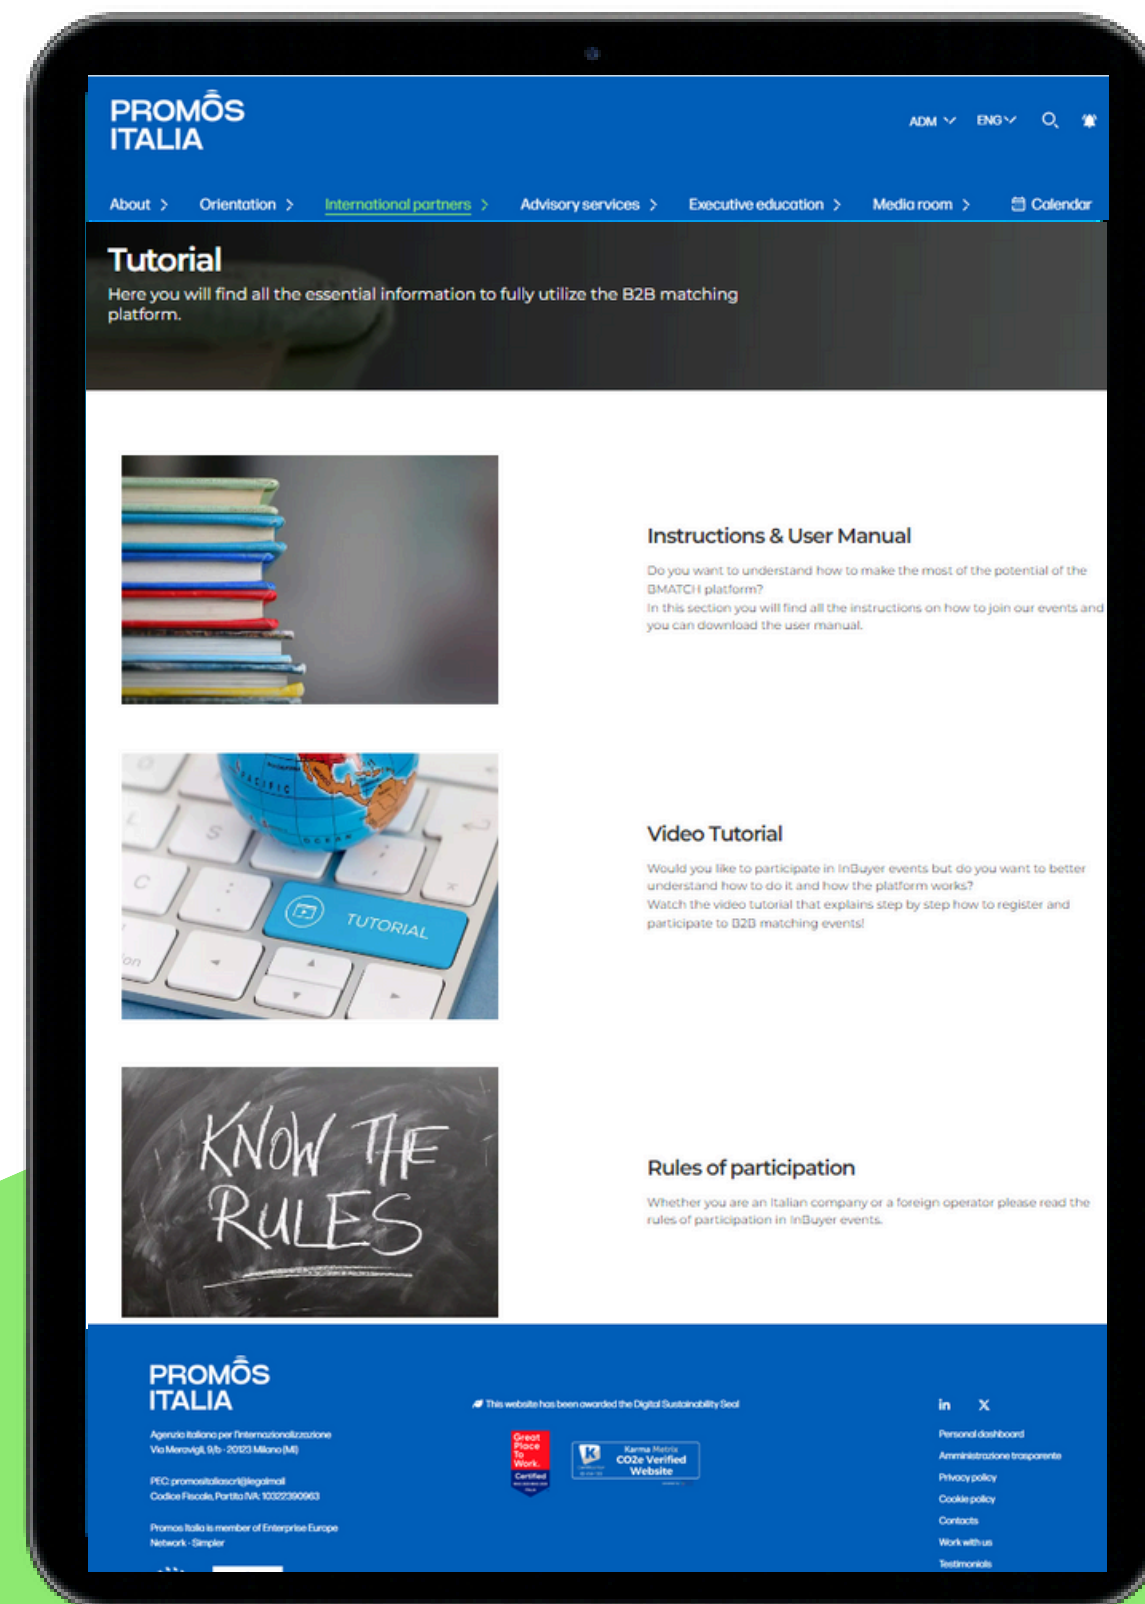 PROMÔS
ITALIA
ADM
ENG
About >
Orientation >
International partners >
Advisory services >
Executive education >
Media room >
Calendar
Tutorial
Here you will find all the essential information to fully utilize the B2B matching
platform.
Instructions & User Manual
Do you want to understand how to make the most of the potential of the
BMATCH platform?
In this section you will find all the instructions on how to join our events and
you can download the user manual.
PACIFIC
OCEAN
MEXICO
L
S
C
on
TUTORIAL
Video Tutorial
Would you like to participate in InBuyer events but do you want to better
understand how to do it and how the platform works?
Watch the video tutorial that explains step by step how to register and
participate to B2B matching events!
KNOW THE
RULES
Rules of participation
Whether you are an Italian company or a foreign operator please read the
rules of participation in InBuyer events.
PROMÔS
ITALIA
Agenzia Italiana per l'Internazionalizzazione
Via Meravigli, 9/b - 20123 Milano (MI)
PEC: promositaliascrl@legalmail
Codice Fiscale, Partita IVA: 10322390963
Promos Italia is member of Enterprise Europe
Network - Simpler
This website has been awarded the Digital Sustainability Seal
Great
Place
To
Work.
Certified
Karma Metrix
CO2e Verified
Website
in X
Personal dashboard
Amministrazione trasparente
Privacy policy
Cookie policy
Contacts
Work with us
Testimonials